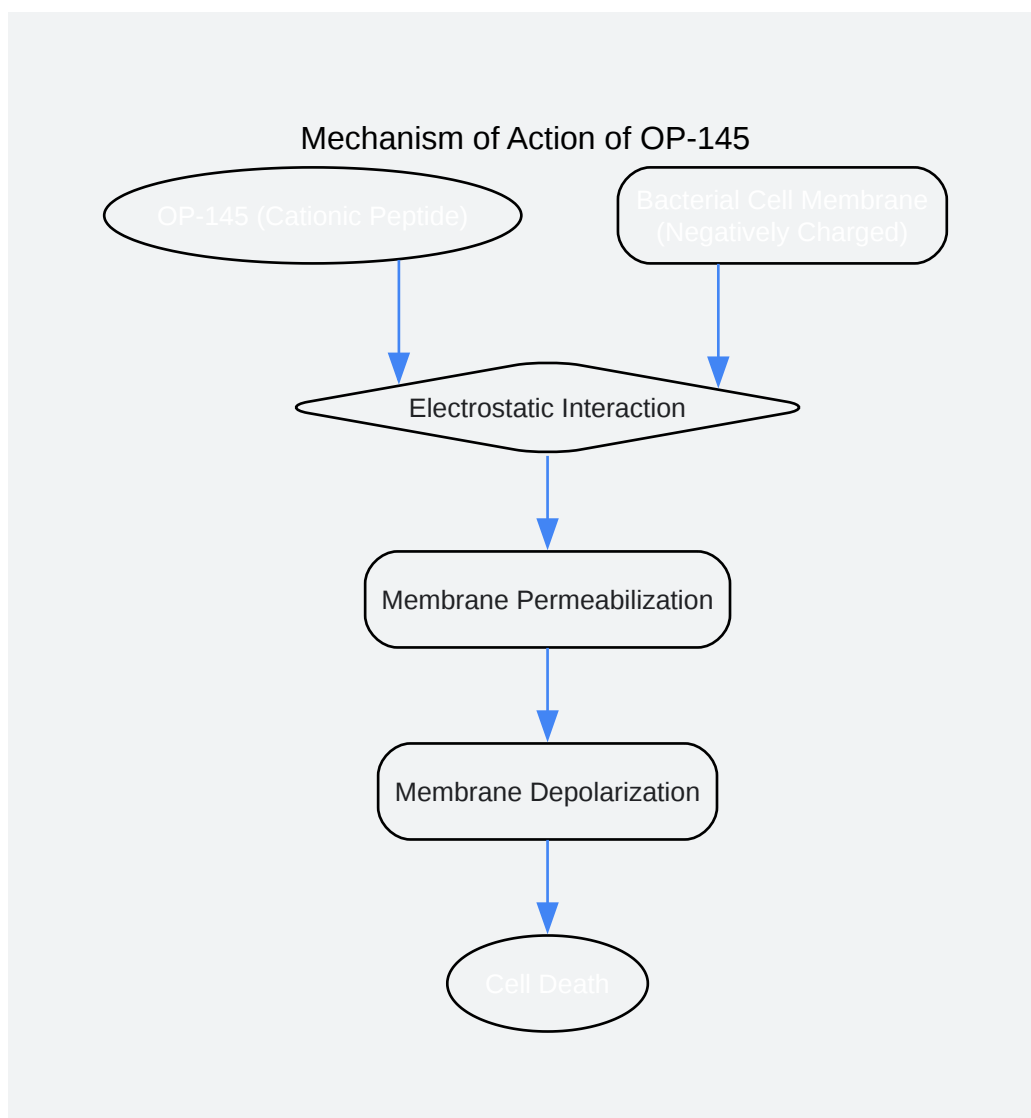 Mechanism of Action of OP-145
OP-145 (Cationic Peptide)
Bacterial Cell Membrane
(Negatively Charged)
Electrostatic Interaction
Membrane Permeabilization
Membrane Depolarization
Cell Death